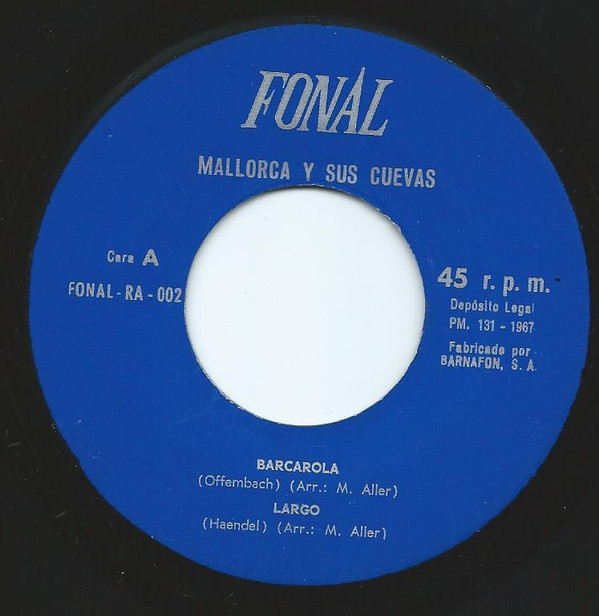 FONAL
MALLORCA Y SUS CUEVAS
Cara A
FONAL-RA-002
45 r. p. m.
Depósito Legal
PM. 131 - 1967
Fabricado por
BARNAFON, S. A.
BARCAROLA
(Offembach) (Arr.: M. Aller)
LARGO
(Haendel) (Arr.: M. Aller)